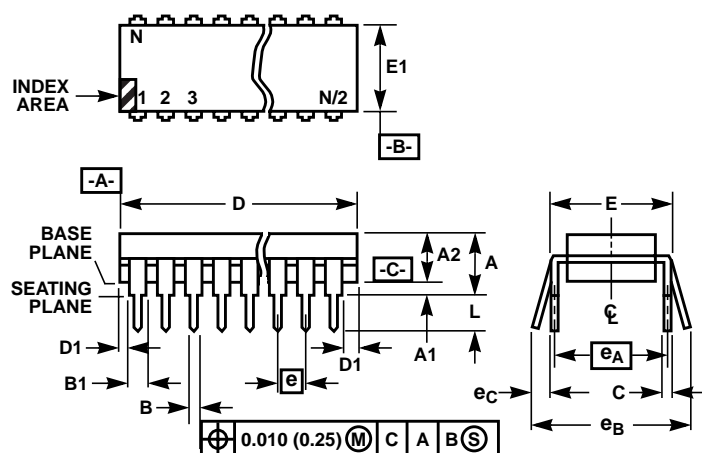 N
E1
INDEX
AREA
1 2 3 N/2
-B-
-A-
D
E
BASE
PLANE
A2
A
-C-
SEATING
PLANE
L
C
L
D1
A1
D1
eA
B1
e
eC
C
B
eB
0.010 (0.25) M C A B S